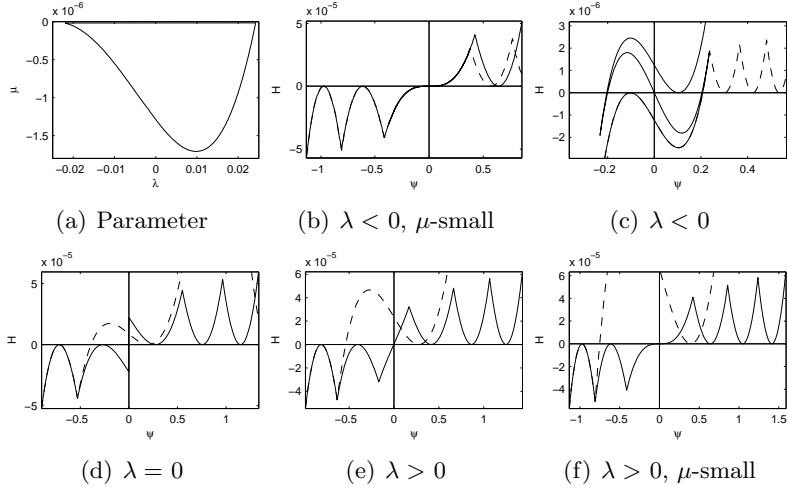 x 10⁻⁶ x 10⁻⁵ x 10⁻⁶
0 −0.5 −1 −1.5 μ 5 0 −5 H 3 2 1 0 −1 −2 H
−0.02 −0.01 0 0.01 0.02 −1 −0.5 0 0.5 −0.4 −0.2 0 0.2 0.4
λ ψ ψ
(a) Parameter (b) λ < 0, μ-small (c) λ < 0
x 10⁻⁵ x 10⁻⁵ x 10⁻⁵
5 0 −5 H 6 4 2 0 −2 −4 H 6 4 2 0 −2 −4 H
−0.5 0 0.5 1 −0.5 0 0.5 1 −1 −0.5 0 0.5 1 1.5
ψ ψ ψ
(d) λ = 0 (e) λ > 0 (f) λ > 0, μ-small